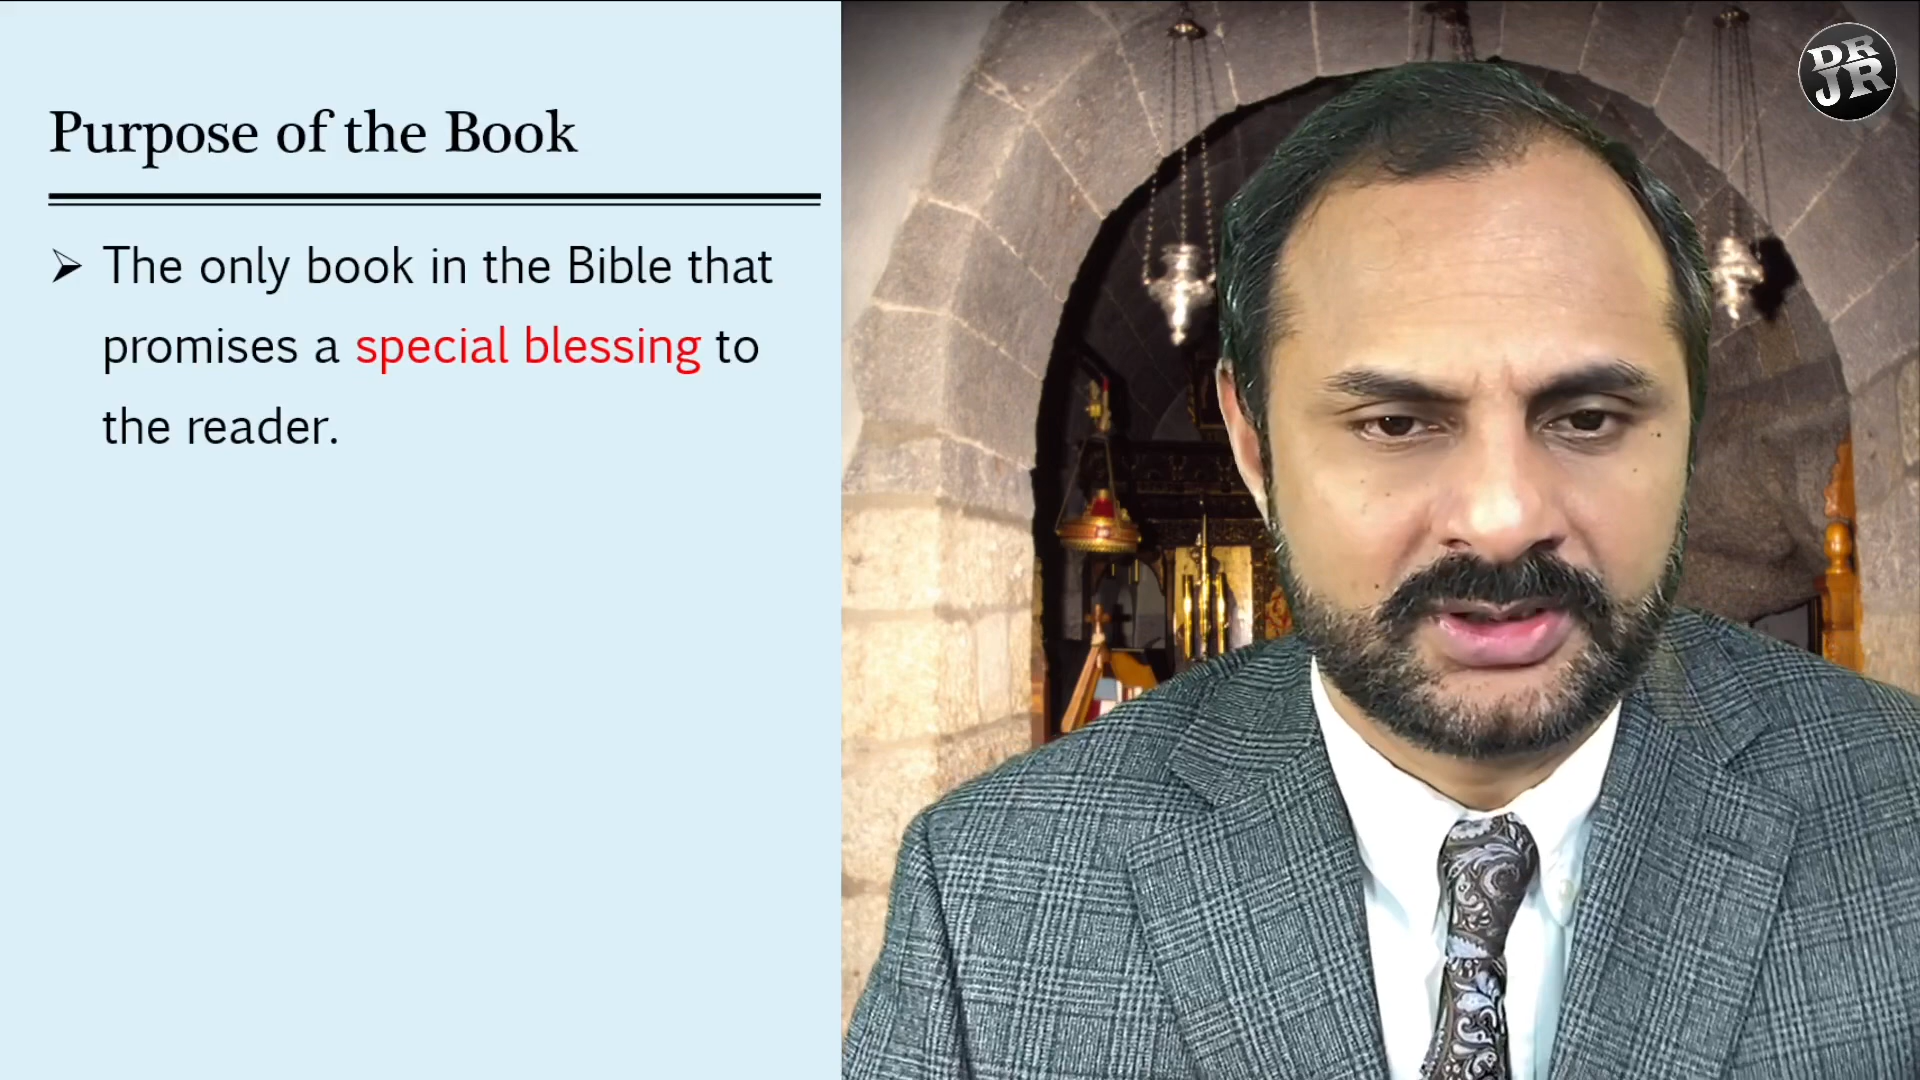 Purpose of the Book
➢ The only book in the Bible that
promises a special blessing to
the reader.
DR
JR